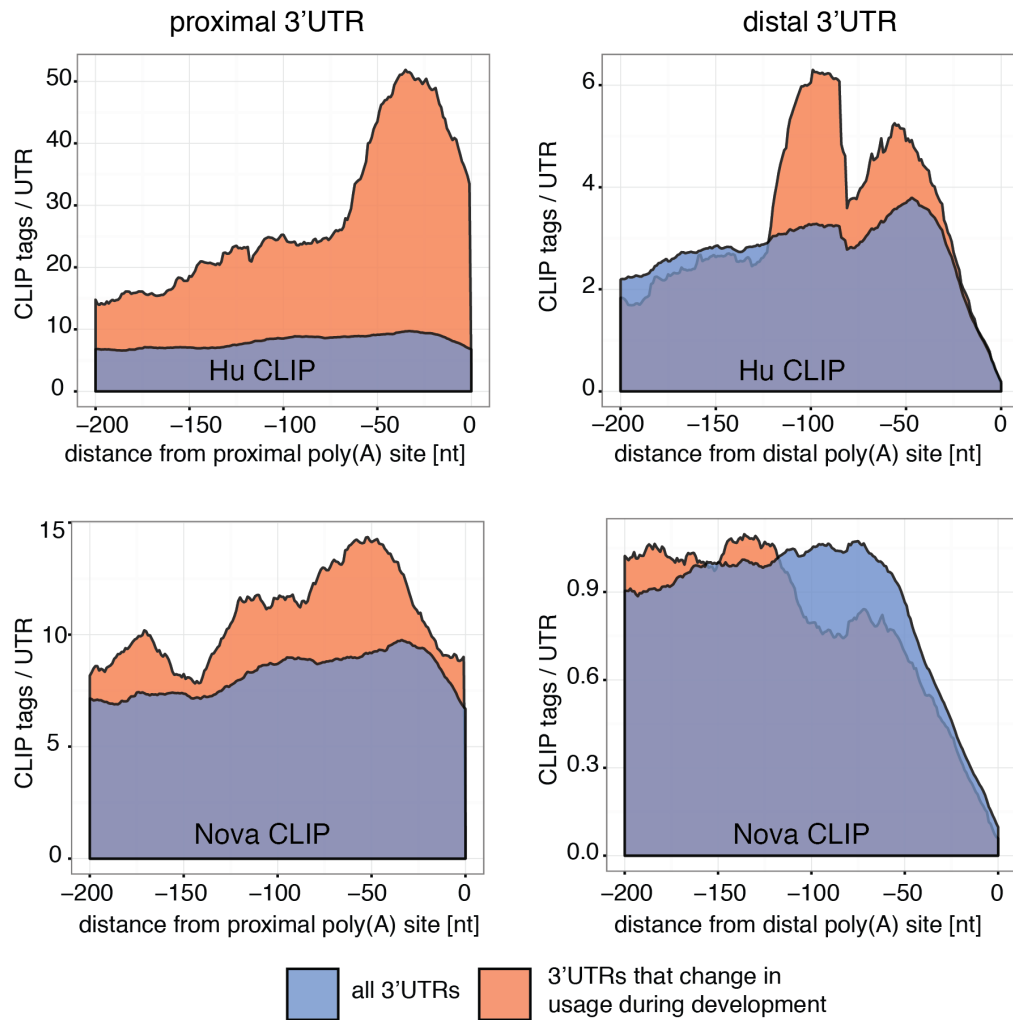 proximal 3'UTR
distal 3'UTR
CLIP tags / UTR
50
40
30
20
10
0
Hu CLIP
−200
−150
−100
−50
0
distance from proximal poly(A) site [nt]
CLIP tags / UTR
6
4
2
0
Hu CLIP
−200
−150
−100
−50
0
distance from distal poly(A) site [nt]
CLIP tags / UTR
15
10
5
0
Nova CLIP
−200
−150
−100
−50
0
distance from proximal poly(A) site [nt]
CLIP tags / UTR
0.9
0.6
0.3
0.0
Nova CLIP
−200
−150
−100
−50
0
distance from distal poly(A) site [nt]
all 3'UTRs
3'UTRs that change in
usage during development